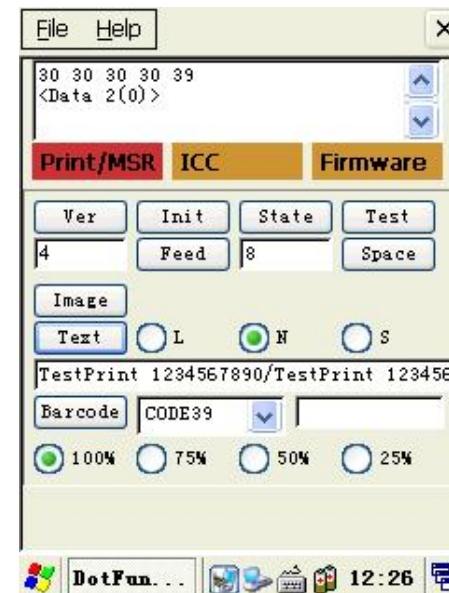 File Help
30 30 30 30 39
<Data 2(0)>
Print/MSR ICC Firmware
Ver Init State Test
4 Feed 8 Space
Image
Text L N S
TestPrint 1234567890/TestPrint 123456
Barcode CODE39
100% 75% 50% 25%
DotFun... 12:26